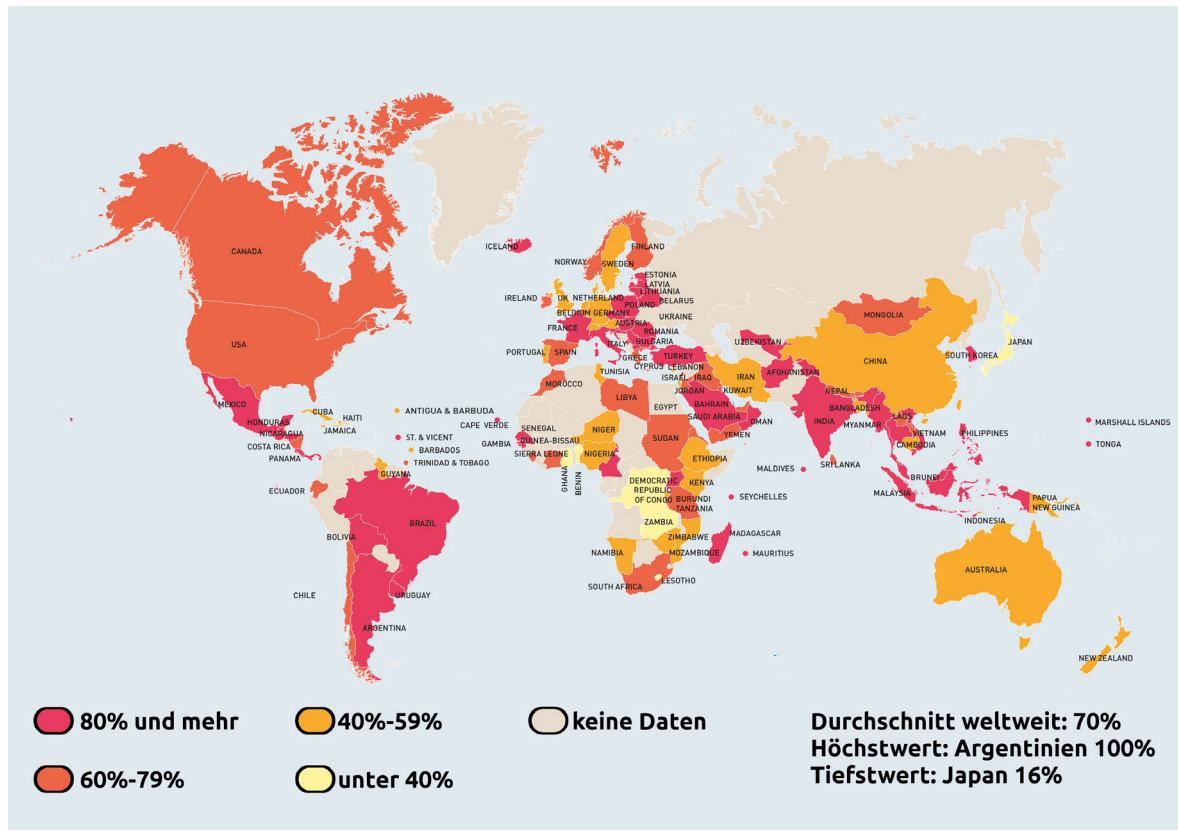 CANADA
USA
MEXICO
HONDURAS
NICARAGUA
COSTA RICA
PANAMA
CUBA
HAITI
JAMAICA
ANTIGUA & BARBUDA
ST. & VICENT
BARBADOS
TRINIDAD & TOBAGO
GUYANA
ECUADOR
BRAZIL
BOLIVIA
CHILE
URUGUAY
ARGENTINA
ICELAND
NORWAY
SWEDEN
FINLAND
ESTONIA
LATVIA
LITHUANIA
BELARUS
IRELAND
UK
NETHERLAND
POLAND
BELGIUM
GERMANY
UKRAINE
FRANCE
AUSTRIA
ROMANIA
ITALY
BULGARIA
PORTUGAL
SPAIN
GRECE
TURKEY
CYPRUS
LEBANON
TUNISIA
ISRAEL
IRAQ
IRAN
MOROCCO
JORDAN
KUWAIT
LIBYA
EGYPT
BAHRAIN
SAUDI ARABIA
OMAN
YEMEN
CAPE VERDE
SENEGAL
GAMBIA
GUINEA-BISSAU
SIERRA LEONE
NIGER
NIGERIA
GHANA
BENIN
SUDAN
ETHIOPIA
KENYA
DEMOCRATIC
REPUBLIC
OF CONGO
BURUNDI
TANZANIA
ZAMBIA
ZIMBABWE
NAMIBIA
MOZAMBIQUE
SOUTH AFRICA
LESOTHO
MADAGASCAR
MAURITIUS
SEYCHELLES
MALDIVES
UZBEKISTAN
AFGHANISTAN
MONGOLIA
CHINA
SOUTH KOREA
JAPAN
NEPAL
BANGLADESH
INDIA
MYANMAR
LAOS
VIETNAM
CAMBODIA
PHILIPPINES
SRI LANKA
BRUNEI
MALAYSIA
INDONESIA
PAPUA
NEW GUINEA
MARSHALL ISLANDS
TONGA
AUSTRALIA
NEW ZEALAND
80% und mehr
40%-59%
keine Daten
60%-79%
unter 40%
Durchschnitt weltweit: 70%
Höchstwert: Argentinien 100%
Tiefstwert: Japan 16%